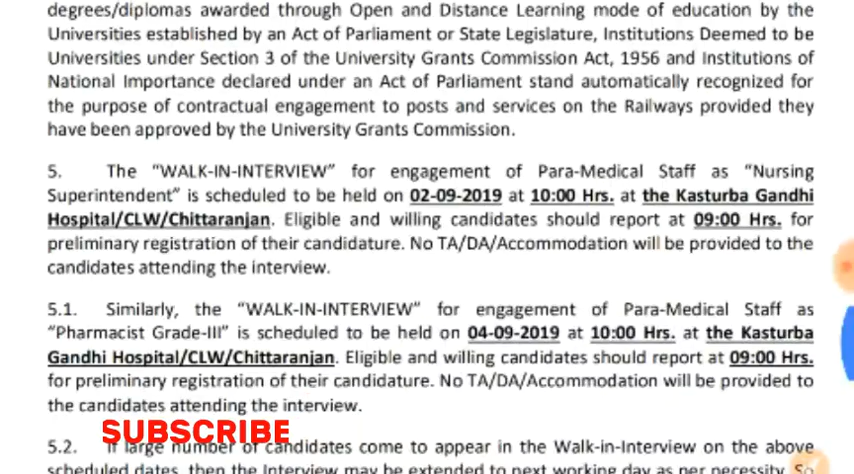 degrees/diplomas awarded through Open and Distance Learning mode of education by the
Universities established by an Act of Parliament or State Legislature, Institutions Deemed to be
Universities under Section 3 of the University Grants Commission Act, 1956 and Institutions of
National Importance declared under an Act of Parliament stand automatically recognized for
the purpose of contractual engagement to posts and services on the Railways provided they
have been approved by the University Grants Commission.
5. The “WALK-IN-INTERVIEW” for engagement of Para-Medical Staff as “Nursing
Superintendent” is scheduled to be held on 02-09-2019 at 10:00 Hrs. at the Kasturba Gandhi
Hospital/CLW/Chittaranjan. Eligible and willing candidates should report at 09:00 Hrs. for
preliminary registration of their candidature. No TA/DA/Accommodation will be provided to the
candidates attending the interview.
5.1. Similarly, the “WALK-IN-INTERVIEW” for engagement of Para-Medical Staff as
“Pharmacist Grade-III” is scheduled to be held on 04-09-2019 at 10:00 Hrs. at the Kasturba
Gandhi Hospital/CLW/Chittaranjan. Eligible and willing candidates should report at 09:00 Hrs.
for preliminary registration of their candidature. No TA/DA/Accommodation will be provided to
the candidates attending the interview.
SUBSCRIBE
5.2. If large number of candidates come to appear in the Walk-in-Interview on the above
scheduled dates, then the Interview may be extended to next working day as per necessity. So